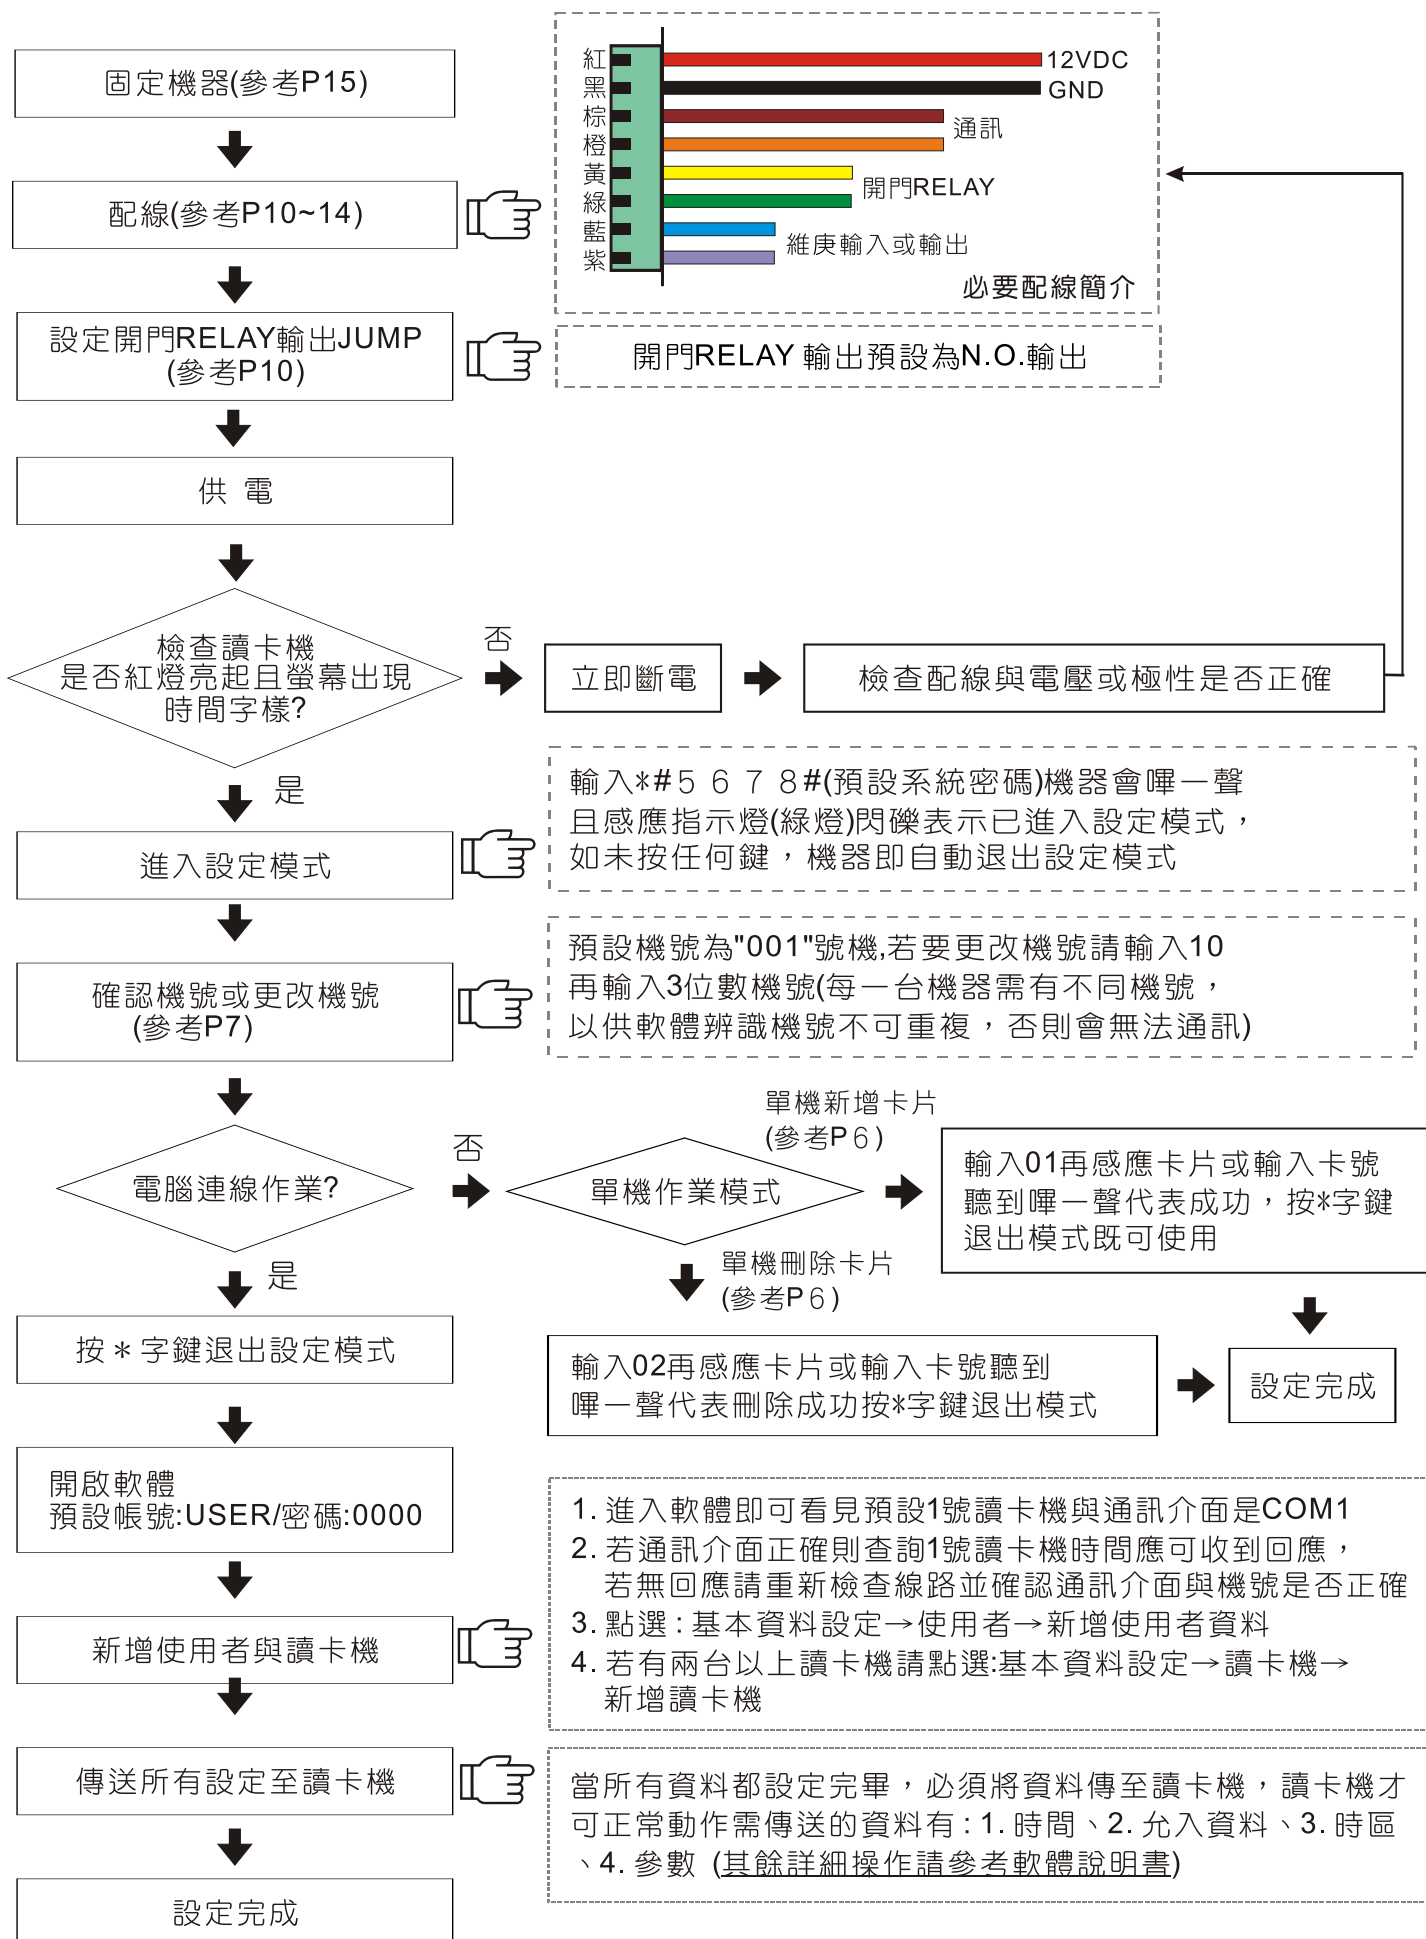 固定機器(參考P15)
紅
黑
棕
橙
黃
綠
藍
紫
12VDC
GND
通訊
開門RELAY
維庚輸入或輸出
必要配線簡介
配線(參考P10~14)
設定開門RELAY輸出JUMP
(參考P10)
開門RELAY 輸出預設為N.O.輸出
供 電
檢查讀卡機
是否紅燈亮起且螢幕出現
時間字樣?
否
立即斷電
檢查配線與電壓或極性是否正確
是
進入設定模式
輸入*#５６７８#(預設系統密碼)機器會嗶一聲
且感應指示燈(綠燈)閃礫表示已進入設定模式，
如未按任何鍵，機器即自動退出設定模式
確認機號或更改機號
(參考P7)
預設機號為"001"號機,若要更改機號請輸入10
再輸入3位數機號(每一台機器需有不同機號，
以供軟體辨識機號不可重複，否則會無法通訊)
電腦連線作業?
否
單機作業模式
單機新增卡片
(參考P６)
輸入01再感應卡片或輸入卡號
聽到嗶一聲代表成功，按*字鍵
退出模式既可使用
是
單機刪除卡片
(參考P６)
按＊字鍵退出設定模式
輸入02再感應卡片或輸入卡號聽到
嗶一聲代表刪除成功按*字鍵退出模式
設定完成
開啟軟體
預設帳號:USER/密碼:0000
新增使用者與讀卡機
1. 進入軟體即可看見預設1號讀卡機與通訊介面是COM1
2. 若通訊介面正確則查詢1號讀卡機時間應可收到回應，
若無回應請重新檢查線路並確認通訊介面與機號是否正確
3. 點選：基本資料設定→使用者→新增使用者資料
4. 若有兩台以上讀卡機請點選:基本資料設定→讀卡機→
新增讀卡機
傳送所有設定至讀卡機
當所有資料都設定完畢，必須將資料傳至讀卡機，讀卡機才
可正常動作需傳送的資料有：1. 時間、2. 允入資料、3. 時區
、4. 參數 (其餘詳細操作請參考軟體說明書)
設定完成